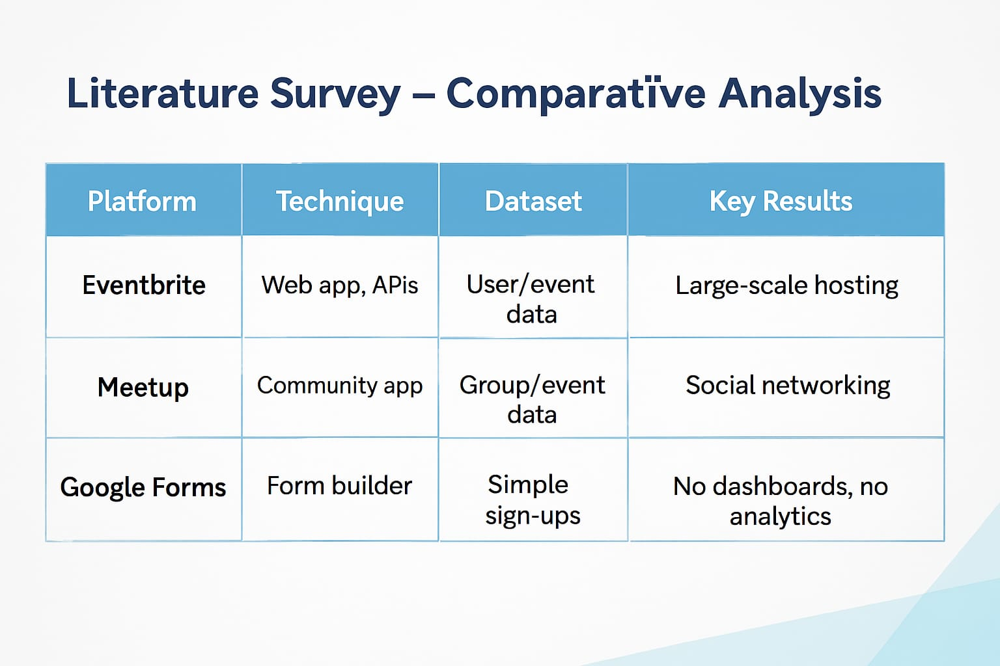 Literature Survey – Comparatïve Analysis
Platform Technique Dataset Key Results
Eventbrite Web app, APis User/event Large-scale hosting
data
Meetup Community app Group/event Social networking
data
Google Forms Form builder Simple No dashboards, no
sign-ups analytics